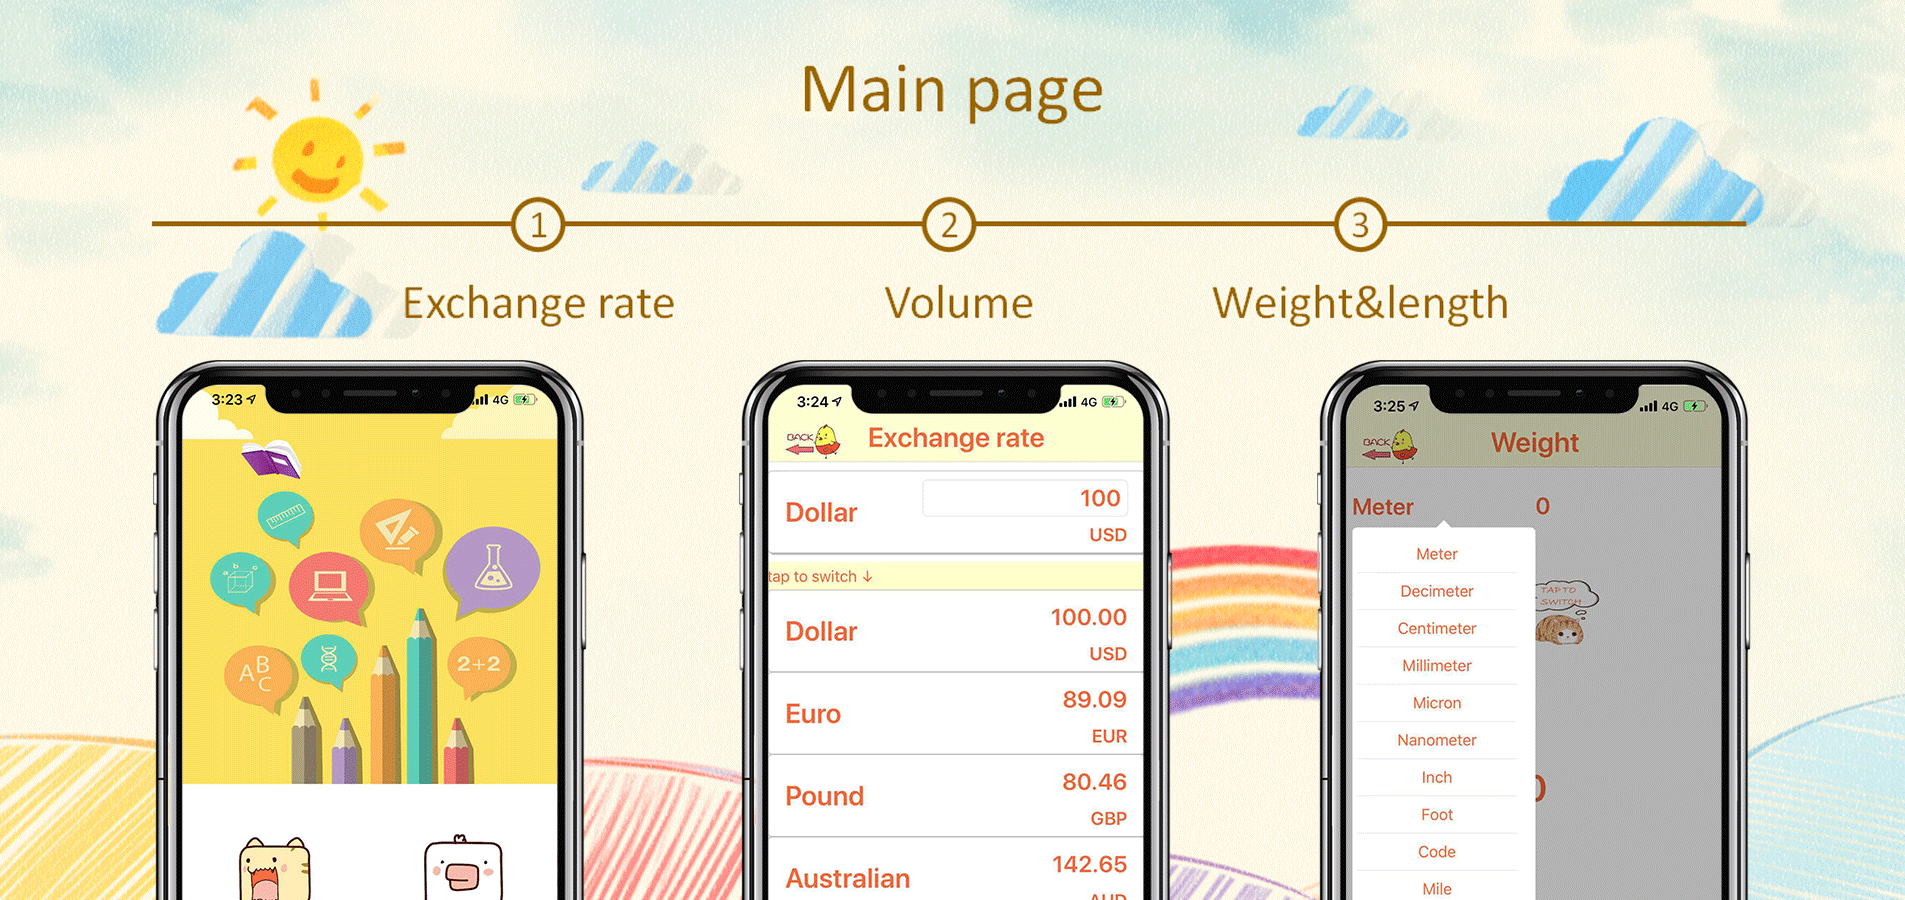 Main page
1
2
3
Exchange rate
Volume
Weight&length
3:23
4G
A
B
C
2+2
a
b
c
3:24
4G
BACK
Exchange rate
Dollar
100
USD
tap to switch ↓
Dollar
100.00
USD
Euro
89.09
EUR
Pound
80.46
GBP
Australian
142.65
AUD
3:25
4G
BACK
Weight
Meter
0
Meter
Decimeter
Centimeter
Millimeter
Micron
Nanometer
Inch
Foot
Code
Mile
TAP TO
SWITCH
0